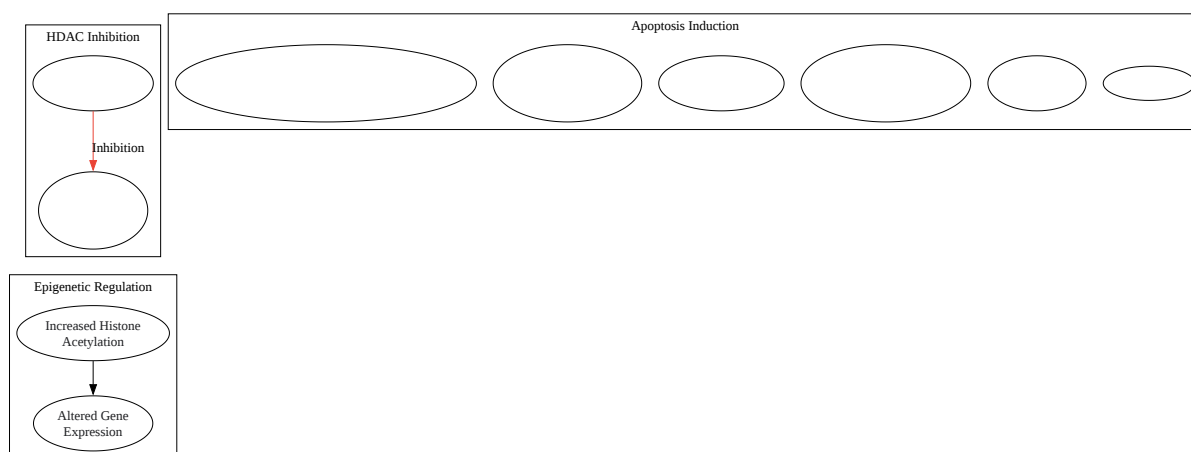 HDAC Inhibition
Apoptosis Induction
Inhibition
Epigenetic Regulation
Increased Histone
Acetylation
Altered Gene
Expression